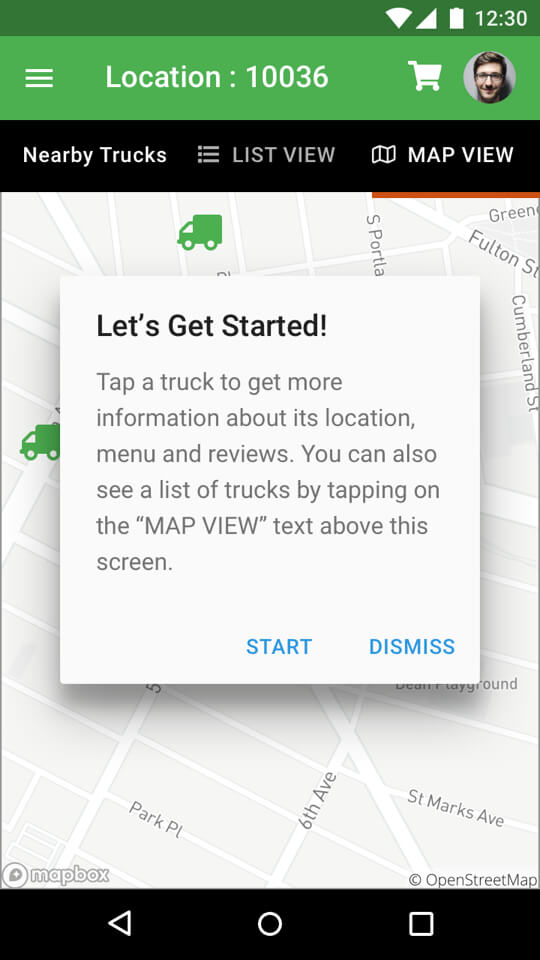 12:30
Location : 10036
Nearby Trucks
LIST VIEW
MAP VIEW
Greene
S Portla
Fulton St
Cumberland St
Let’s Get Started!
Tap a truck to get more
information about its location,
menu and reviews. You can also
see a list of trucks by tapping on
the “MAP VIEW” text above this
screen.
START
DISMISS
Dean Playground
6th Ave
St Marks Ave
Park Pl
mapbox
© OpenStreetMap